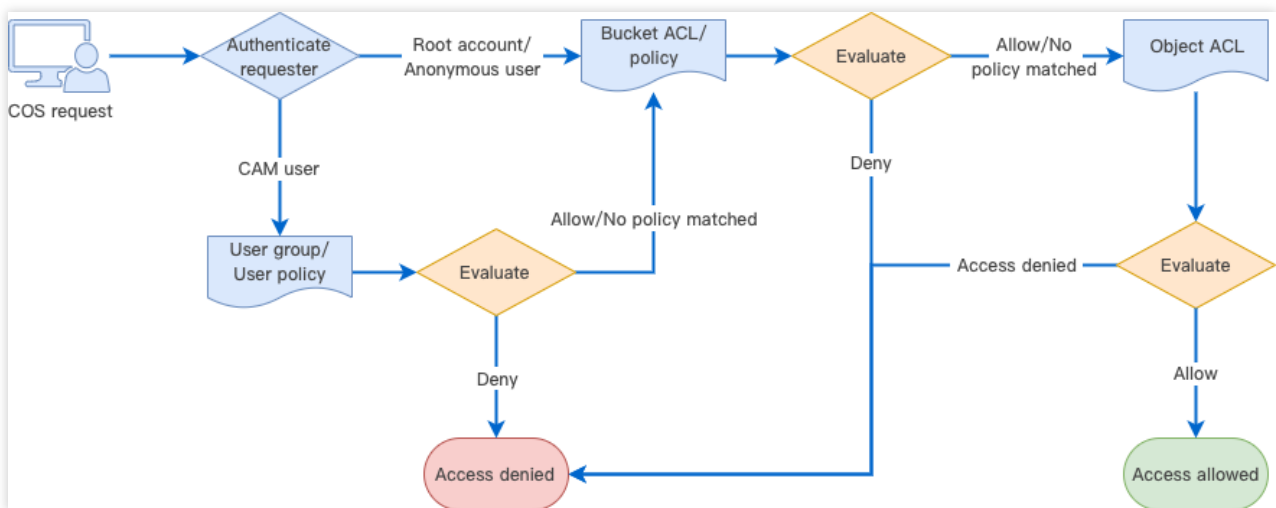 COS request
Authenticate
requester
Root account/
Anonymous user
Bucket ACL/
policy
Evaluate
Allow/No
policy matched
Object ACL
CAM user
Deny
Allow/No policy matched
User group/
User policy
Evaluate
Access denied
Evaluate
Deny
Allow
Access denied
Access allowed